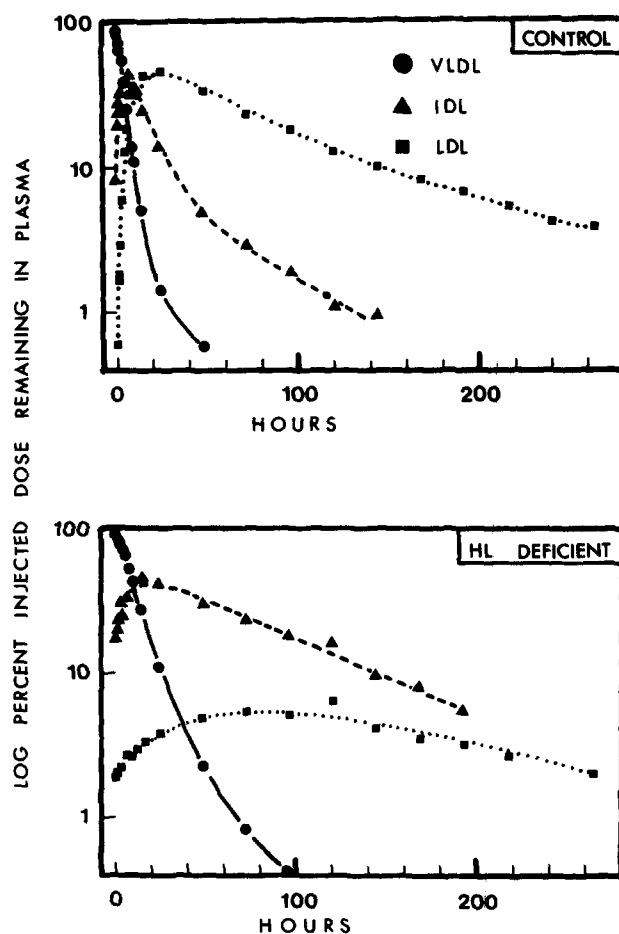 LOG PERCENT INJECTED DOSE REMAINING IN PLASMA
CONTROL
VLDL
IDL
LDL
100
10
1
0 100 200
HOURS
HL DEFICIENT
100
10
1
0 100 200
HOURS